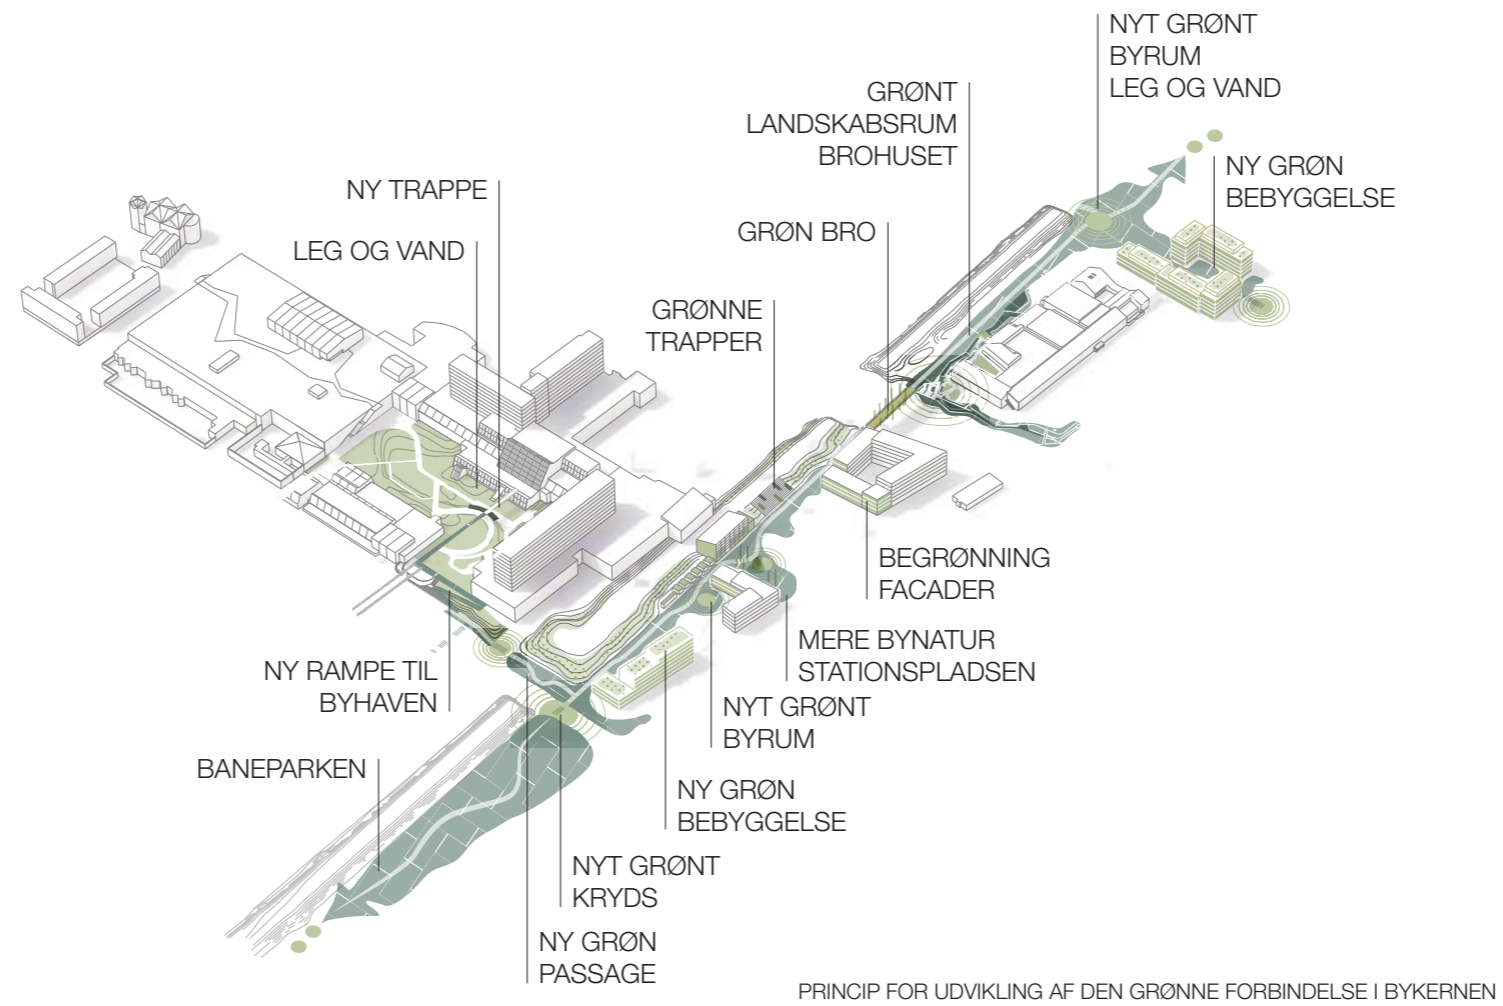 NYT GRØNT
BYRUM
LEG OG VAND
GRØNT
LANDSKABSRUM
BROHUSET
NY GRØN
BEBYGGELSE
NY TRAPPE
GRØN BRO
LEG OG VAND
GRØNNE
TRAPPER
BEGRØNNING
FACADER
MERE BYNATUR
STATIONSPLADSEN
NY RAMPE TIL
BYHAVEN
NYT GRØNT
BYRUM
BANEPARKEN
NY GRØN
BEBYGGELSE
NYT GRØNT
KRYDS
NY GRØN
PASSAGE
PRINCIP FOR UDVIKLING AF DEN GRØNNE FORBINDELSE I BYKERNEN